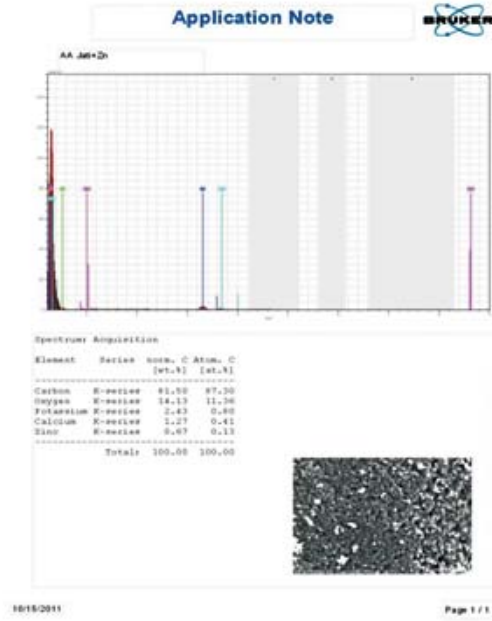 Application Note
BRUKER
AA Jati+Zn
Spectrum: Acquisition
Element Series norm. C Atom. C
[wt.%] [at.%]
Carbon K-series 81.50 87.30
Oxygen K-series 14.13 11.36
Potassium K-series 2.43 0.80
Calcium K-series 1.27 0.41
Zinc K-series 0.67 0.13
Total: 100.00 100.00
10/15/2011
Page 1 / 1